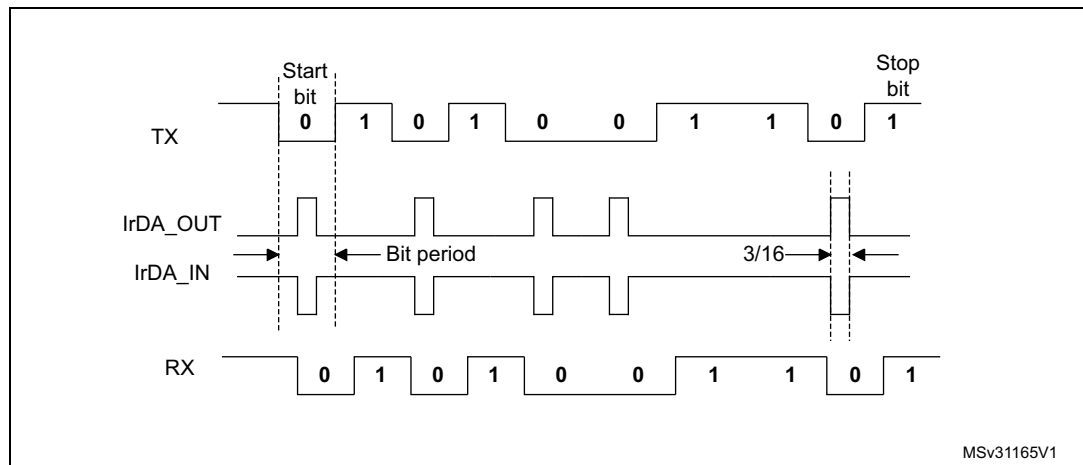 Start
bit
Stop
bit
TX
0 1 0 1 0 0 1 1 0 1
IrDA_OUT
Bit period
3/16
IrDA_IN
RX
0 1 0 1 0 0 1 1 0 1
MSv31165V1